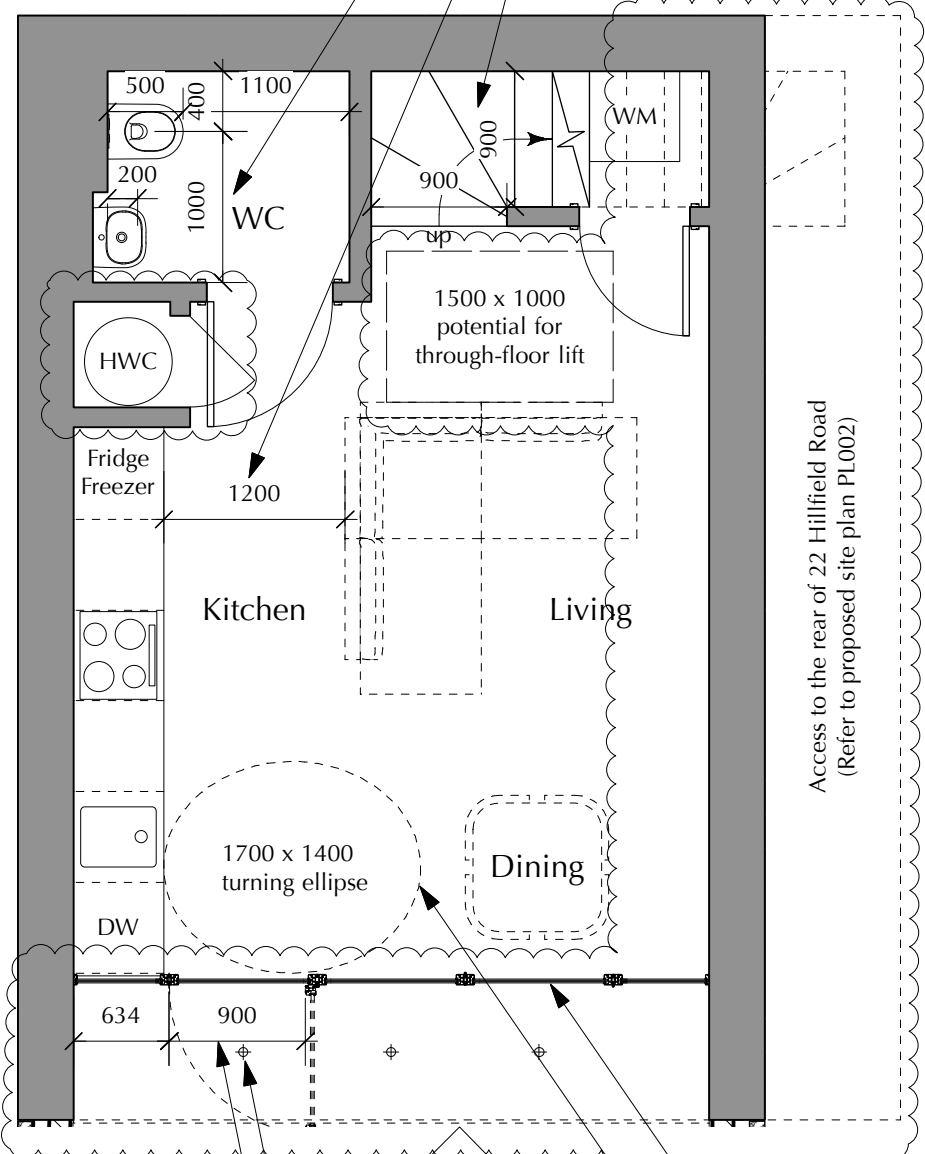 500
400
1100
WM
200
1000
WC
900
900
up
1500 x 1000
potential for
through-floor lift
HWC
Fridge
Freezer
1200
Kitchen
Living
Access to the rear of 22 Hillfield Road
(Refer to proposed site plan PL002)
1700 x 1400
turning ellipse
Dining
DW
634
900